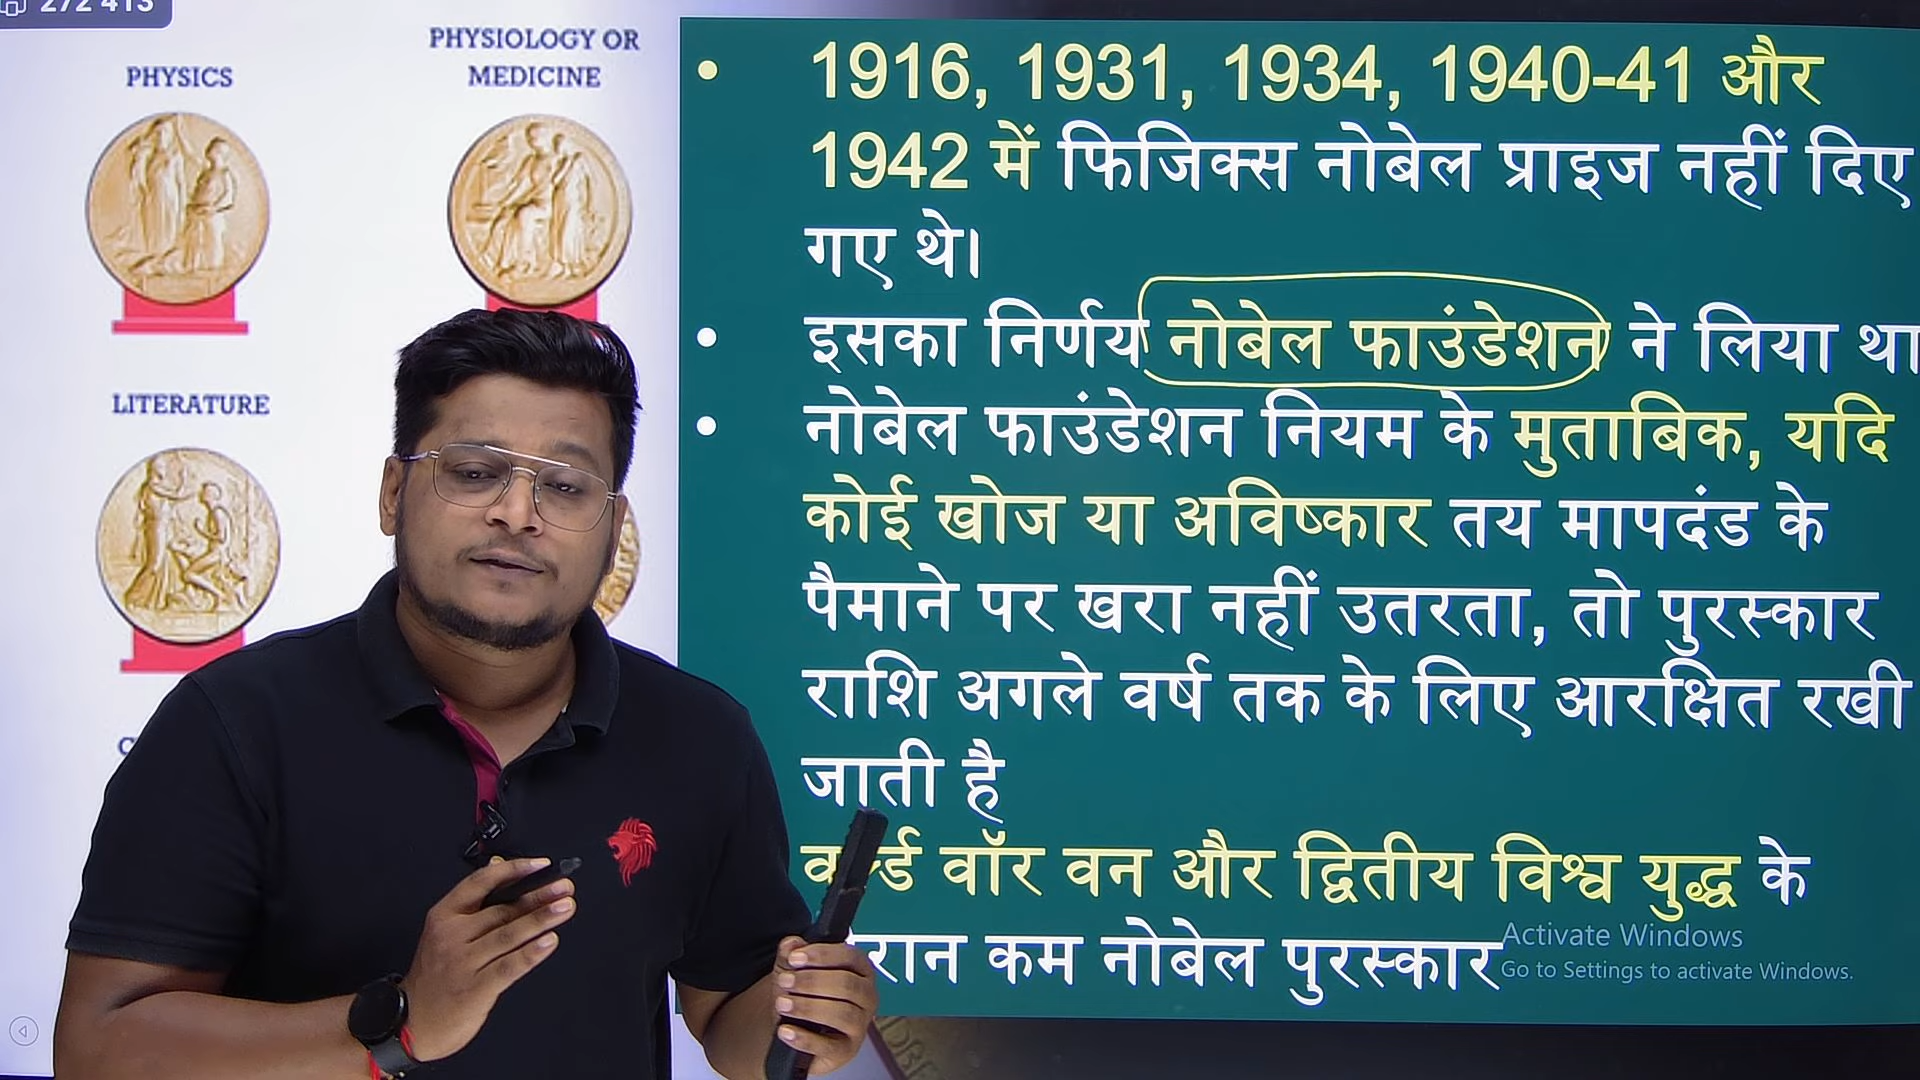 272 413
PHYSICS
PHYSIOLOGY OR
MEDICINE
LITERATURE
1916, 1931, 1934, 1940-41 और
1942 में फिजिक्स नोबेल प्राइज नहीं दिए
गए थे।
इसका निर्णय नोबेल फाउंडेशन ने लिया था
नोबेल फाउंडेशन नियम के मुताबिक, यदि
कोई खोज या अविष्कार तय मापदंड के
पैमाने पर खरा नहीं उतरता, तो पुरस्कार
राशि अगले वर्ष तक के लिए आरक्षित रखी
जाती है
वॉर वन और द्वितीय विश्व युद्ध के
कम नोबेल पुरस्कार
Activate Windows
Go to Settings to activate Windows.